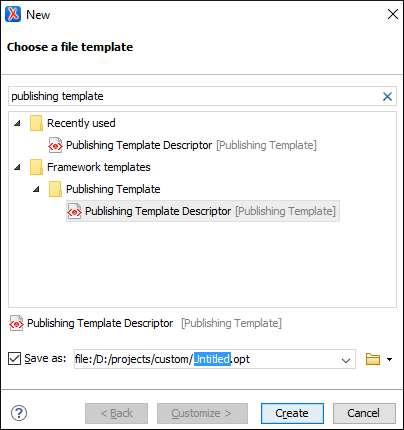 New
Choose a file template
publishing template
Recently used
Publishing Template Descriptor [Publishing Template]
Framework templates
Publishing Template
Publishing Template Descriptor [Publishing Template]
Publishing Template Descriptor [Publishing Template]
Save as: file:/D:/projects/custom/Untitled.opt
? < Back Customize > Create Cancel